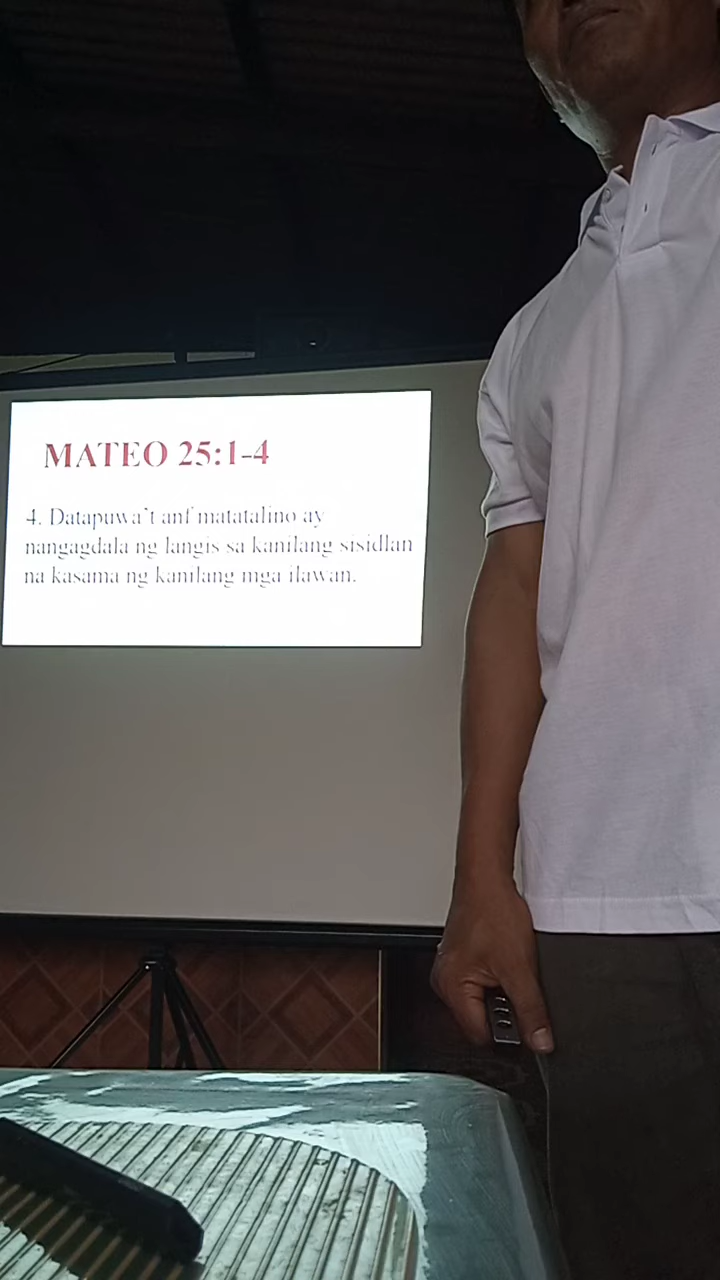 MATEO 25:1-4
4. Datapuwa't anf matatalino ay
nangagdala ng langis sa kanilang sisidlan
na kasama ng kanilang mga ilawan.